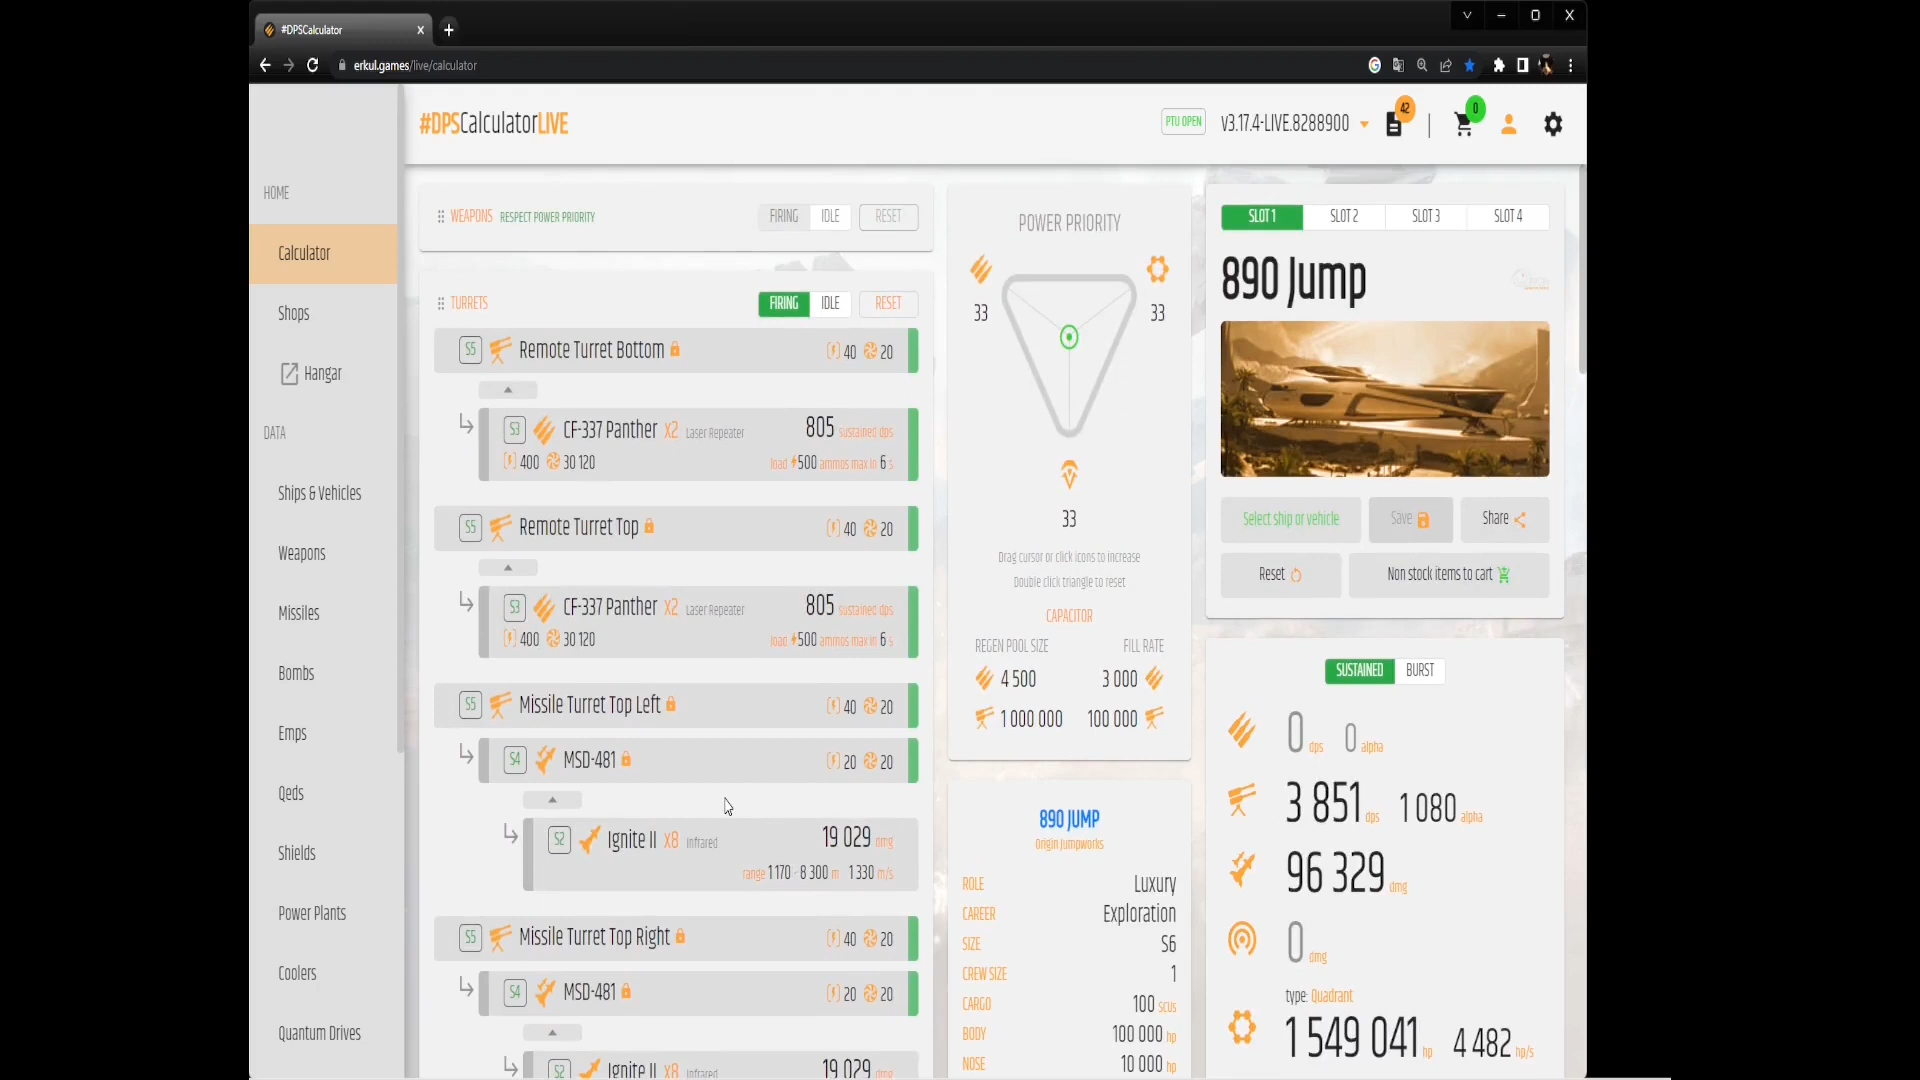 #DPSCalculator
erkul.games/live/calculator
#DPSCalculatorLIVE
PTU OPEN
v3.17.4-LIVE.8288900
42
0
HOME
Calculator
Shops
Hangar
DATA
Ships & Vehicles
Weapons
Missiles
Bombs
Emps
Qeds
Shields
Power Plants
Coolers
Quantum Drives
WEAPONS RESPECT POWER PRIORITY
FIRING IDLE RESET
TURRETS
FIRING IDLE RESET
S5 Remote Turret Bottom 40 20
S3 CF-337 Panther X2 Laser Repeater 805 sustained dps
400 30 120 load 500 ammos max in 6 s
S5 Remote Turret Top 40 20
S3 CF-337 Panther X2 Laser Repeater 805 sustained dps
400 30 120 load 500 ammos max in 6 s
S5 Missile Turret Top Left 40 20
S4 MSD-481 20 20
S2 Ignite II X8 Infrared 19 029 dmg
range 1 170 - 8 300 m 1 330 m/s
S5 Missile Turret Top Right 40 20
S4 MSD-481 20 20
S2 Ignite II X8 Infrared 19 029 dmg
POWER PRIORITY
33
33
33
Drag cursor or click icons to increase
Double click triangle to reset
CAPACITOR
REGEN POOL SIZE FILL RATE
4 500 3 000
1 000 000 100 000
890 JUMP
Origin Jumpworks
ROLE Luxury
CAREER Exploration
SIZE S6
CREW SIZE 1
CARGO 100 SCUs
BODY 100 000 hp
NOSE 10 000 hp
SLOT 1 SLOT 2 SLOT 3 SLOT 4
890 Jump
Select ship or vehicle Save Share
Reset Non stock items to cart
SUSTAINED BURST
0 dps 0 alpha
3 851 dps 1 080 alpha
96 329 dmg
0 dmg
type: Quadrant
1 549 041 hp 4 482 hp/s